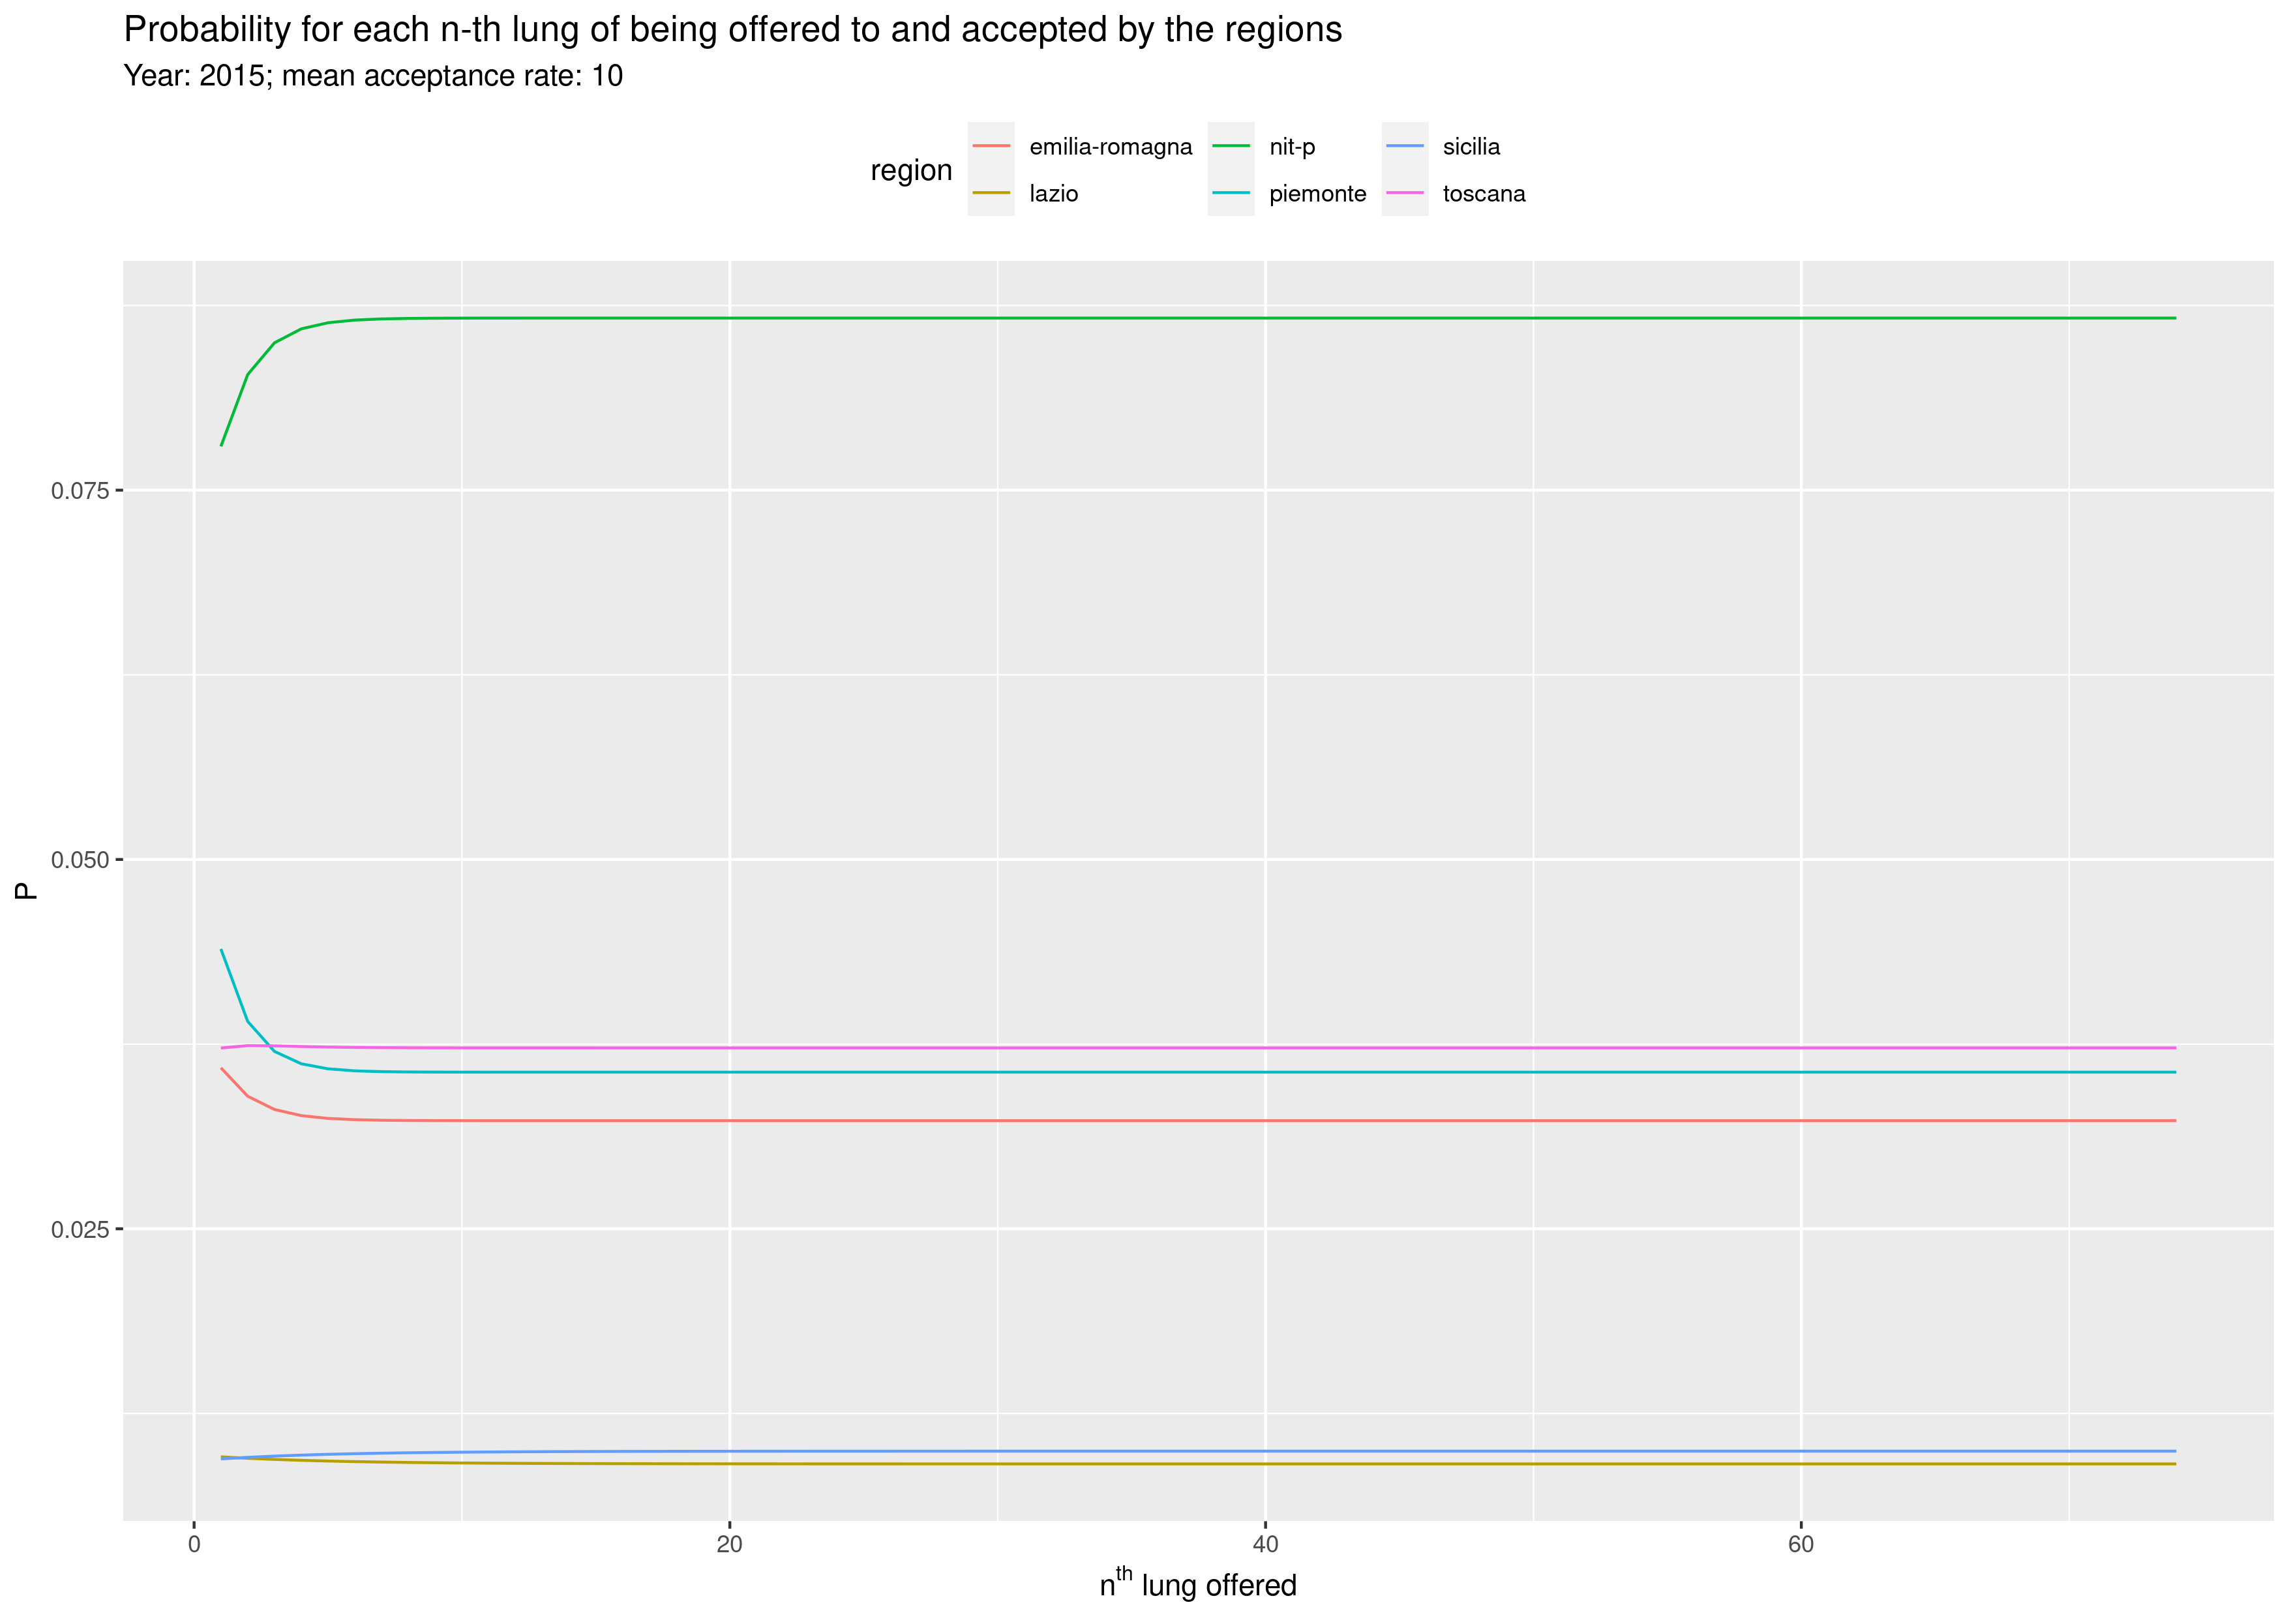 Probability for each n-th lung of being offered to and accepted by the regions
Year: 2015; mean acceptance rate: 10
region
emilia-romagna
nit-p
sicilia
lazio
piemonte
toscana
0.075
0.050
0.025
P
0
20
40
60
nth lung offered